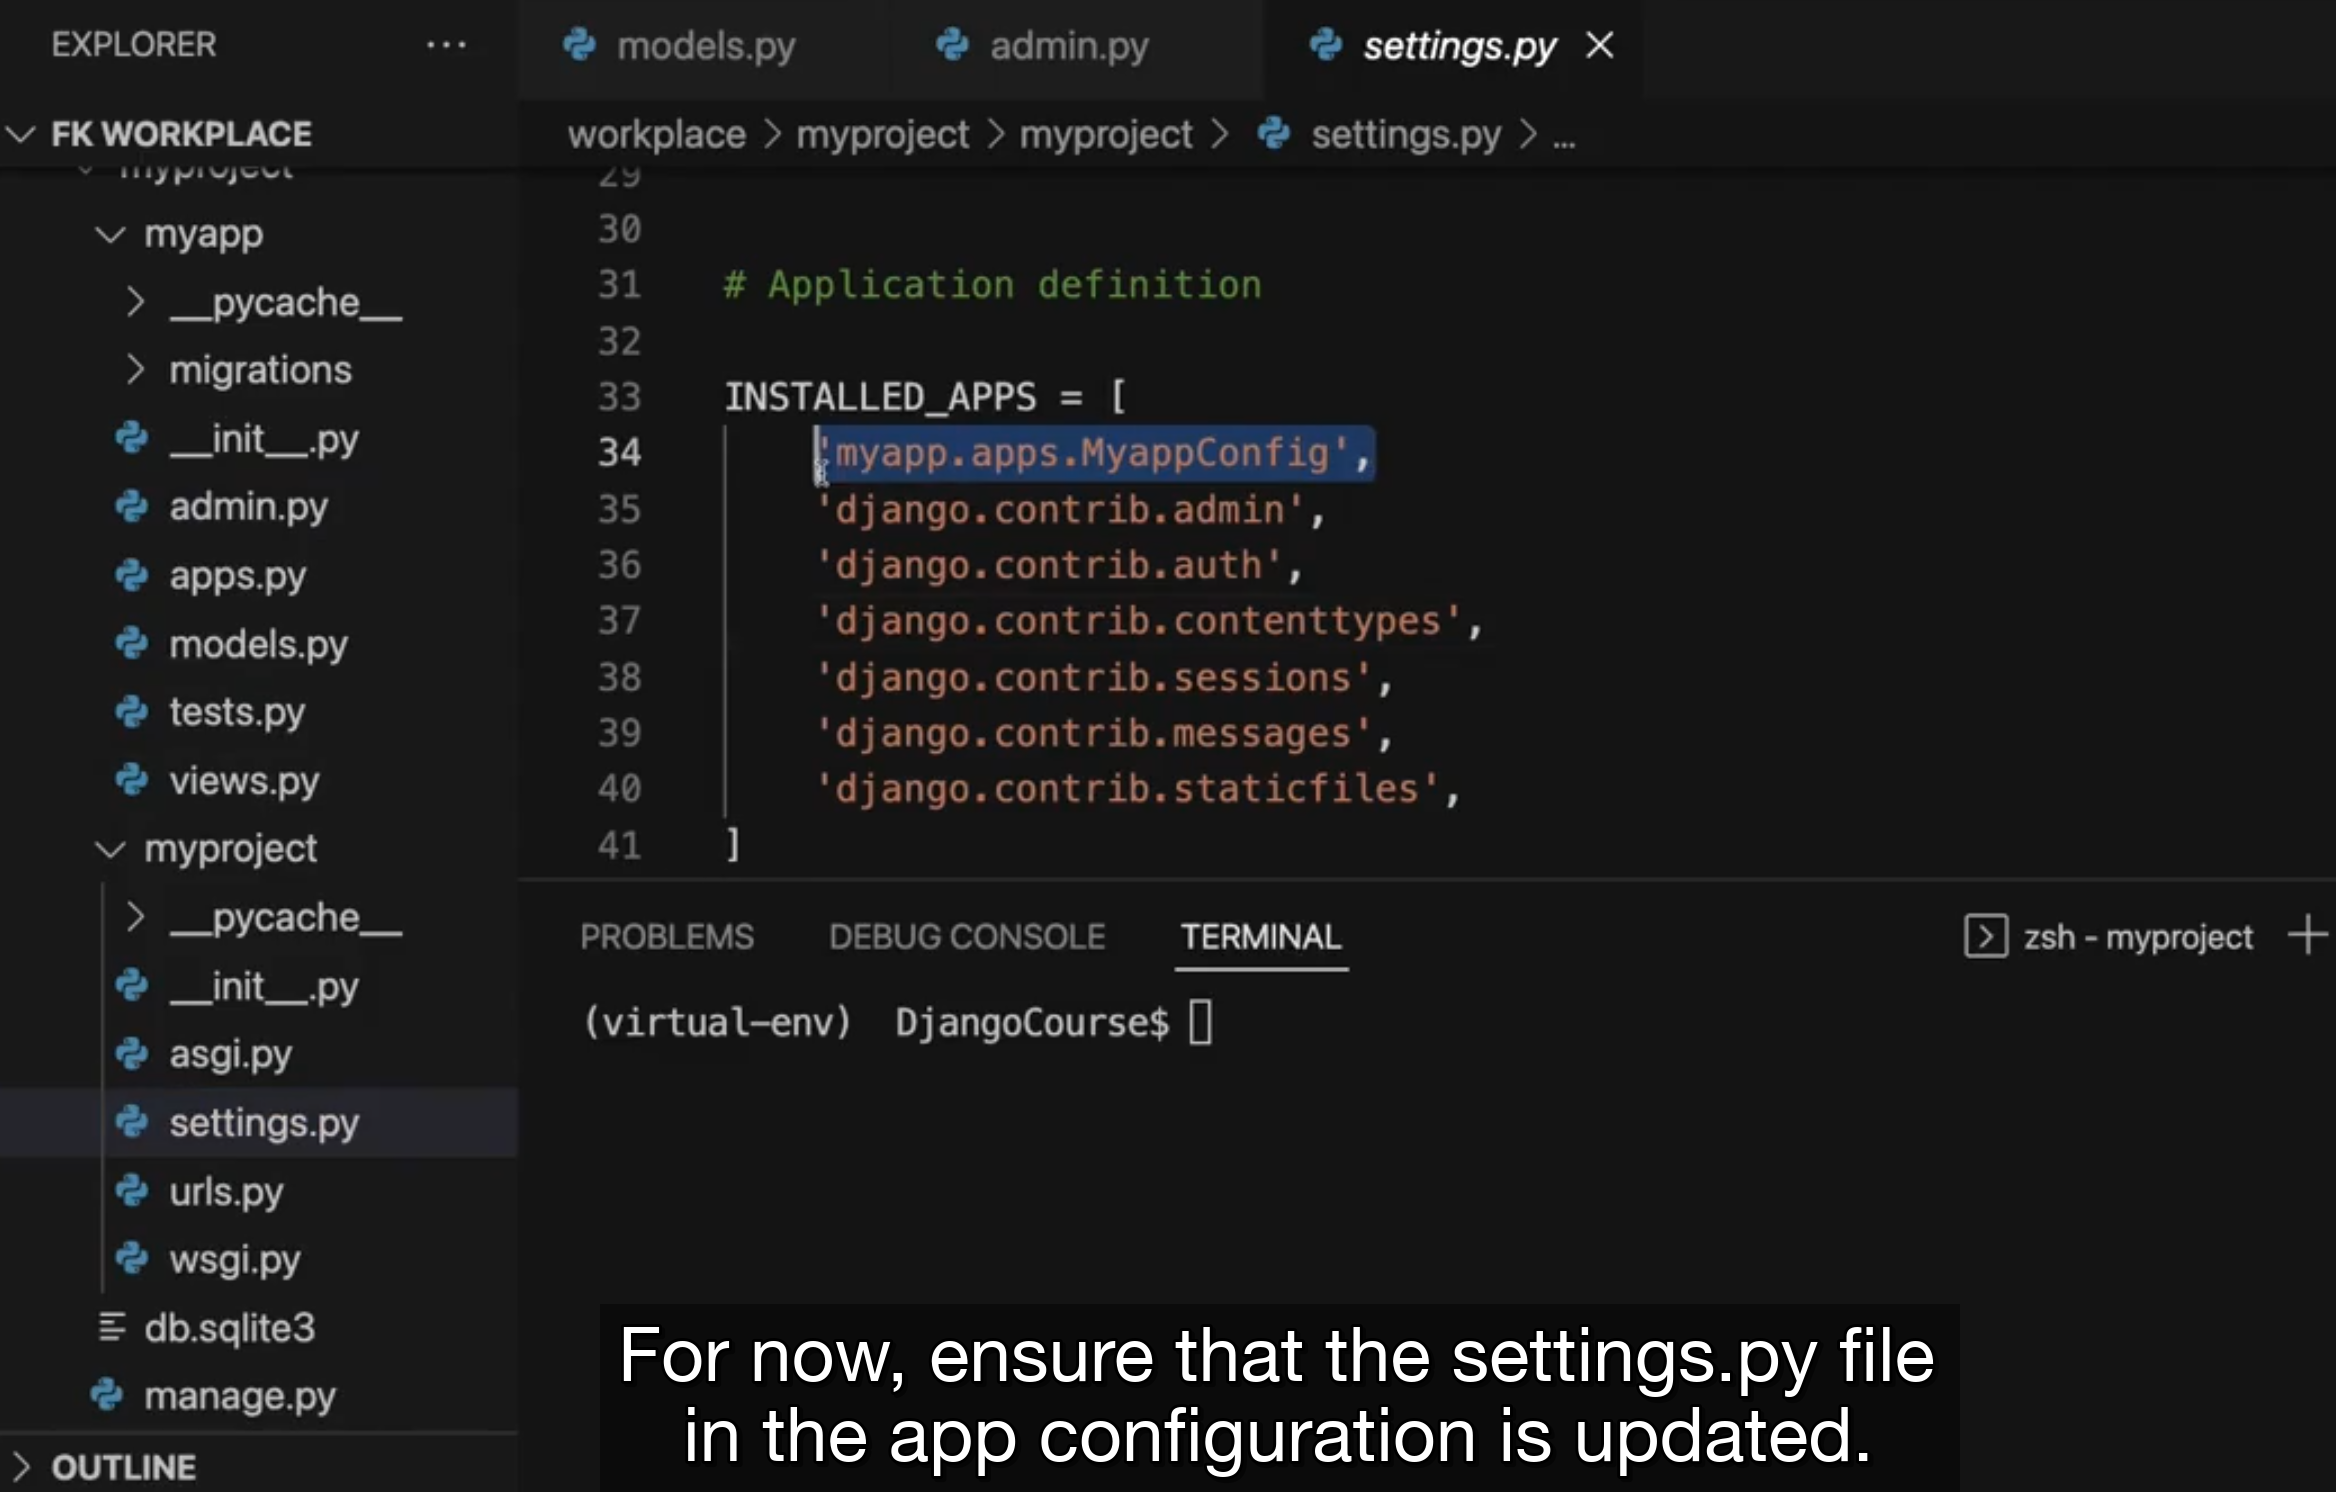 EXPLORER
models.py
admin.py
settings.py
FK WORKPLACE
workplace > myproject > myproject > settings.py > ...
myproject
myapp
__pycache__
migrations
__init__.py
admin.py
apps.py
models.py
tests.py
views.py
myproject
__pycache__
__init__.py
asgi.py
settings.py
urls.py
wsgi.py
db.sqlite3
manage.py
OUTLINE
29
30
31 # Application definition
32
33 INSTALLED_APPS = [
34 'myapp.apps.MyappConfig',
35 'django.contrib.admin',
36 'django.contrib.auth',
37 'django.contrib.contenttypes',
38 'django.contrib.sessions',
39 'django.contrib.messages',
40 'django.contrib.staticfiles',
41 ]
PROBLEMS DEBUG CONSOLE TERMINAL
zsh - myproject
(virtual-env) DjangoCourse$
For now, ensure that the settings.py file
in the app configuration is updated.